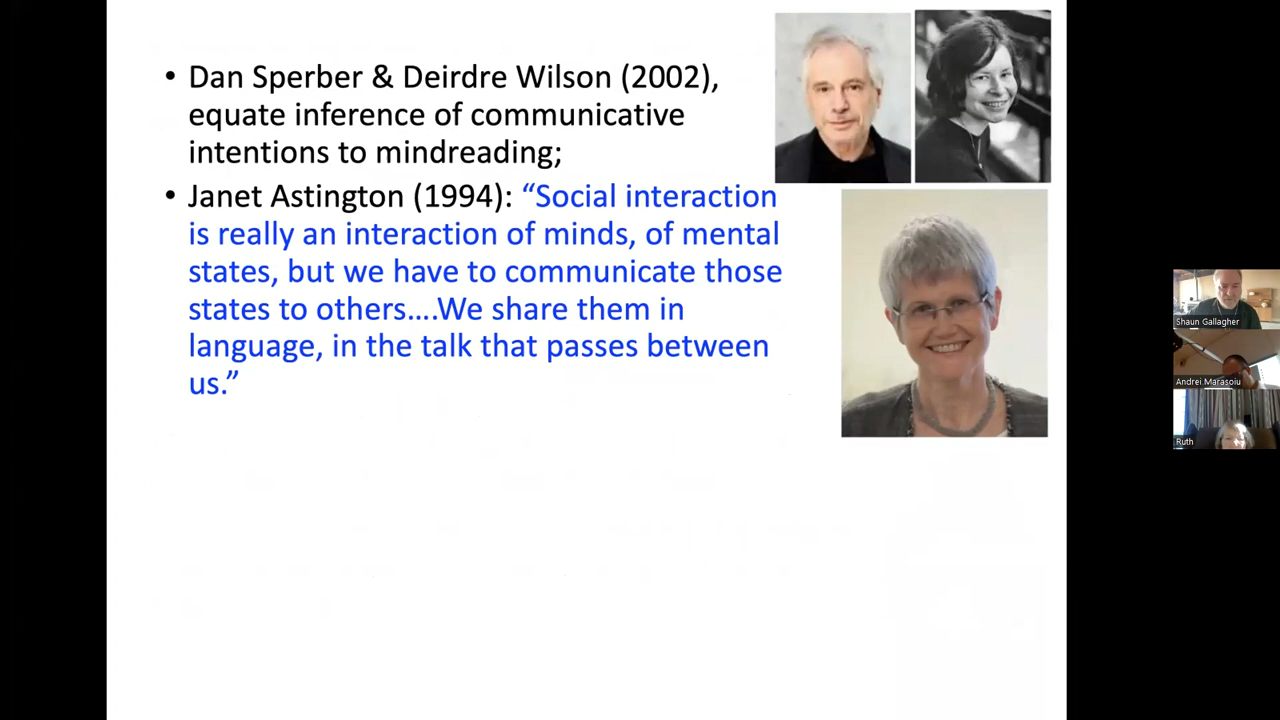 • Dan Sperber & Deirdre Wilson (2002),
equate inference of communicative
intentions to mindreading;
• Janet Astington (1994): “Social interaction
is really an interaction of minds, of mental
states, but we have to communicate those
states to others….We share them in
language, in the talk that passes between
us.”
Shaun Gallagher
Andrei Marasoiu
Ruth